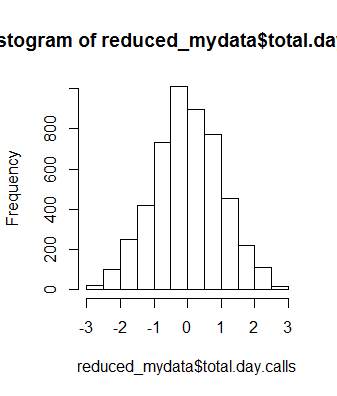 stogram of reduced_mydata$total.da
Frequency
0 200 400 600 800
-3 -2 -1 0 1 2 3
reduced_mydata$total.day.calls